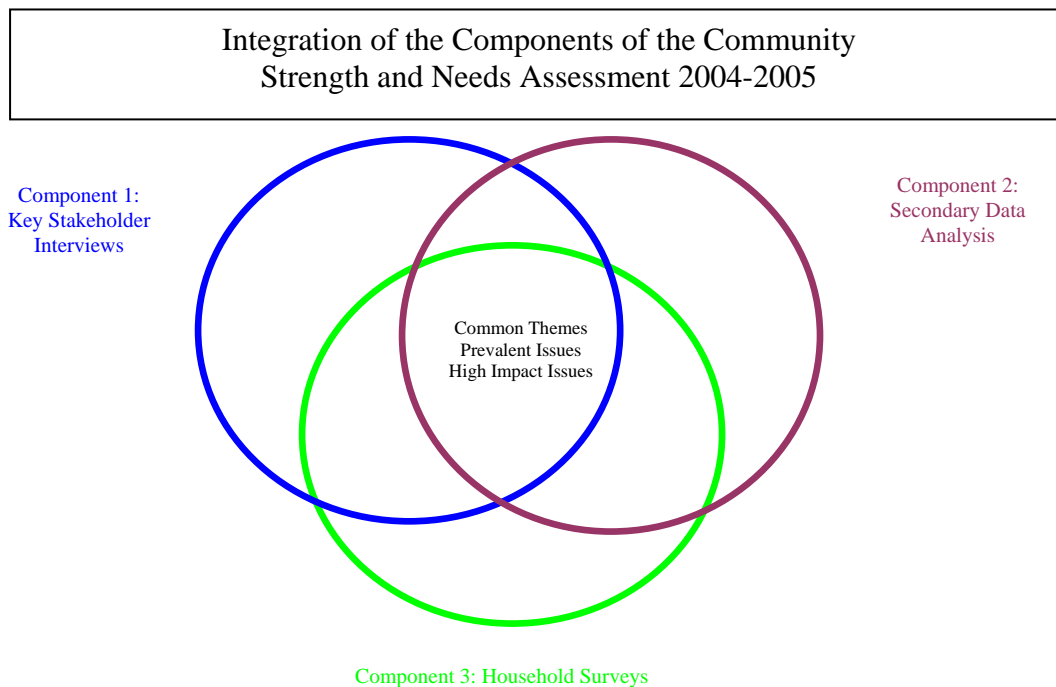 Integration of the Components of the Community
Strength and Needs Assessment 2004-2005
Component 1:
Key Stakeholder
Interviews
Component 2:
Secondary Data
Analysis
Common Themes
Prevalent Issues
High Impact Issues
Component 3: Household Surveys